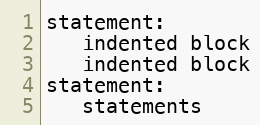 1 statement:
2    indented block
3    indented block
4 statement:
5    statements